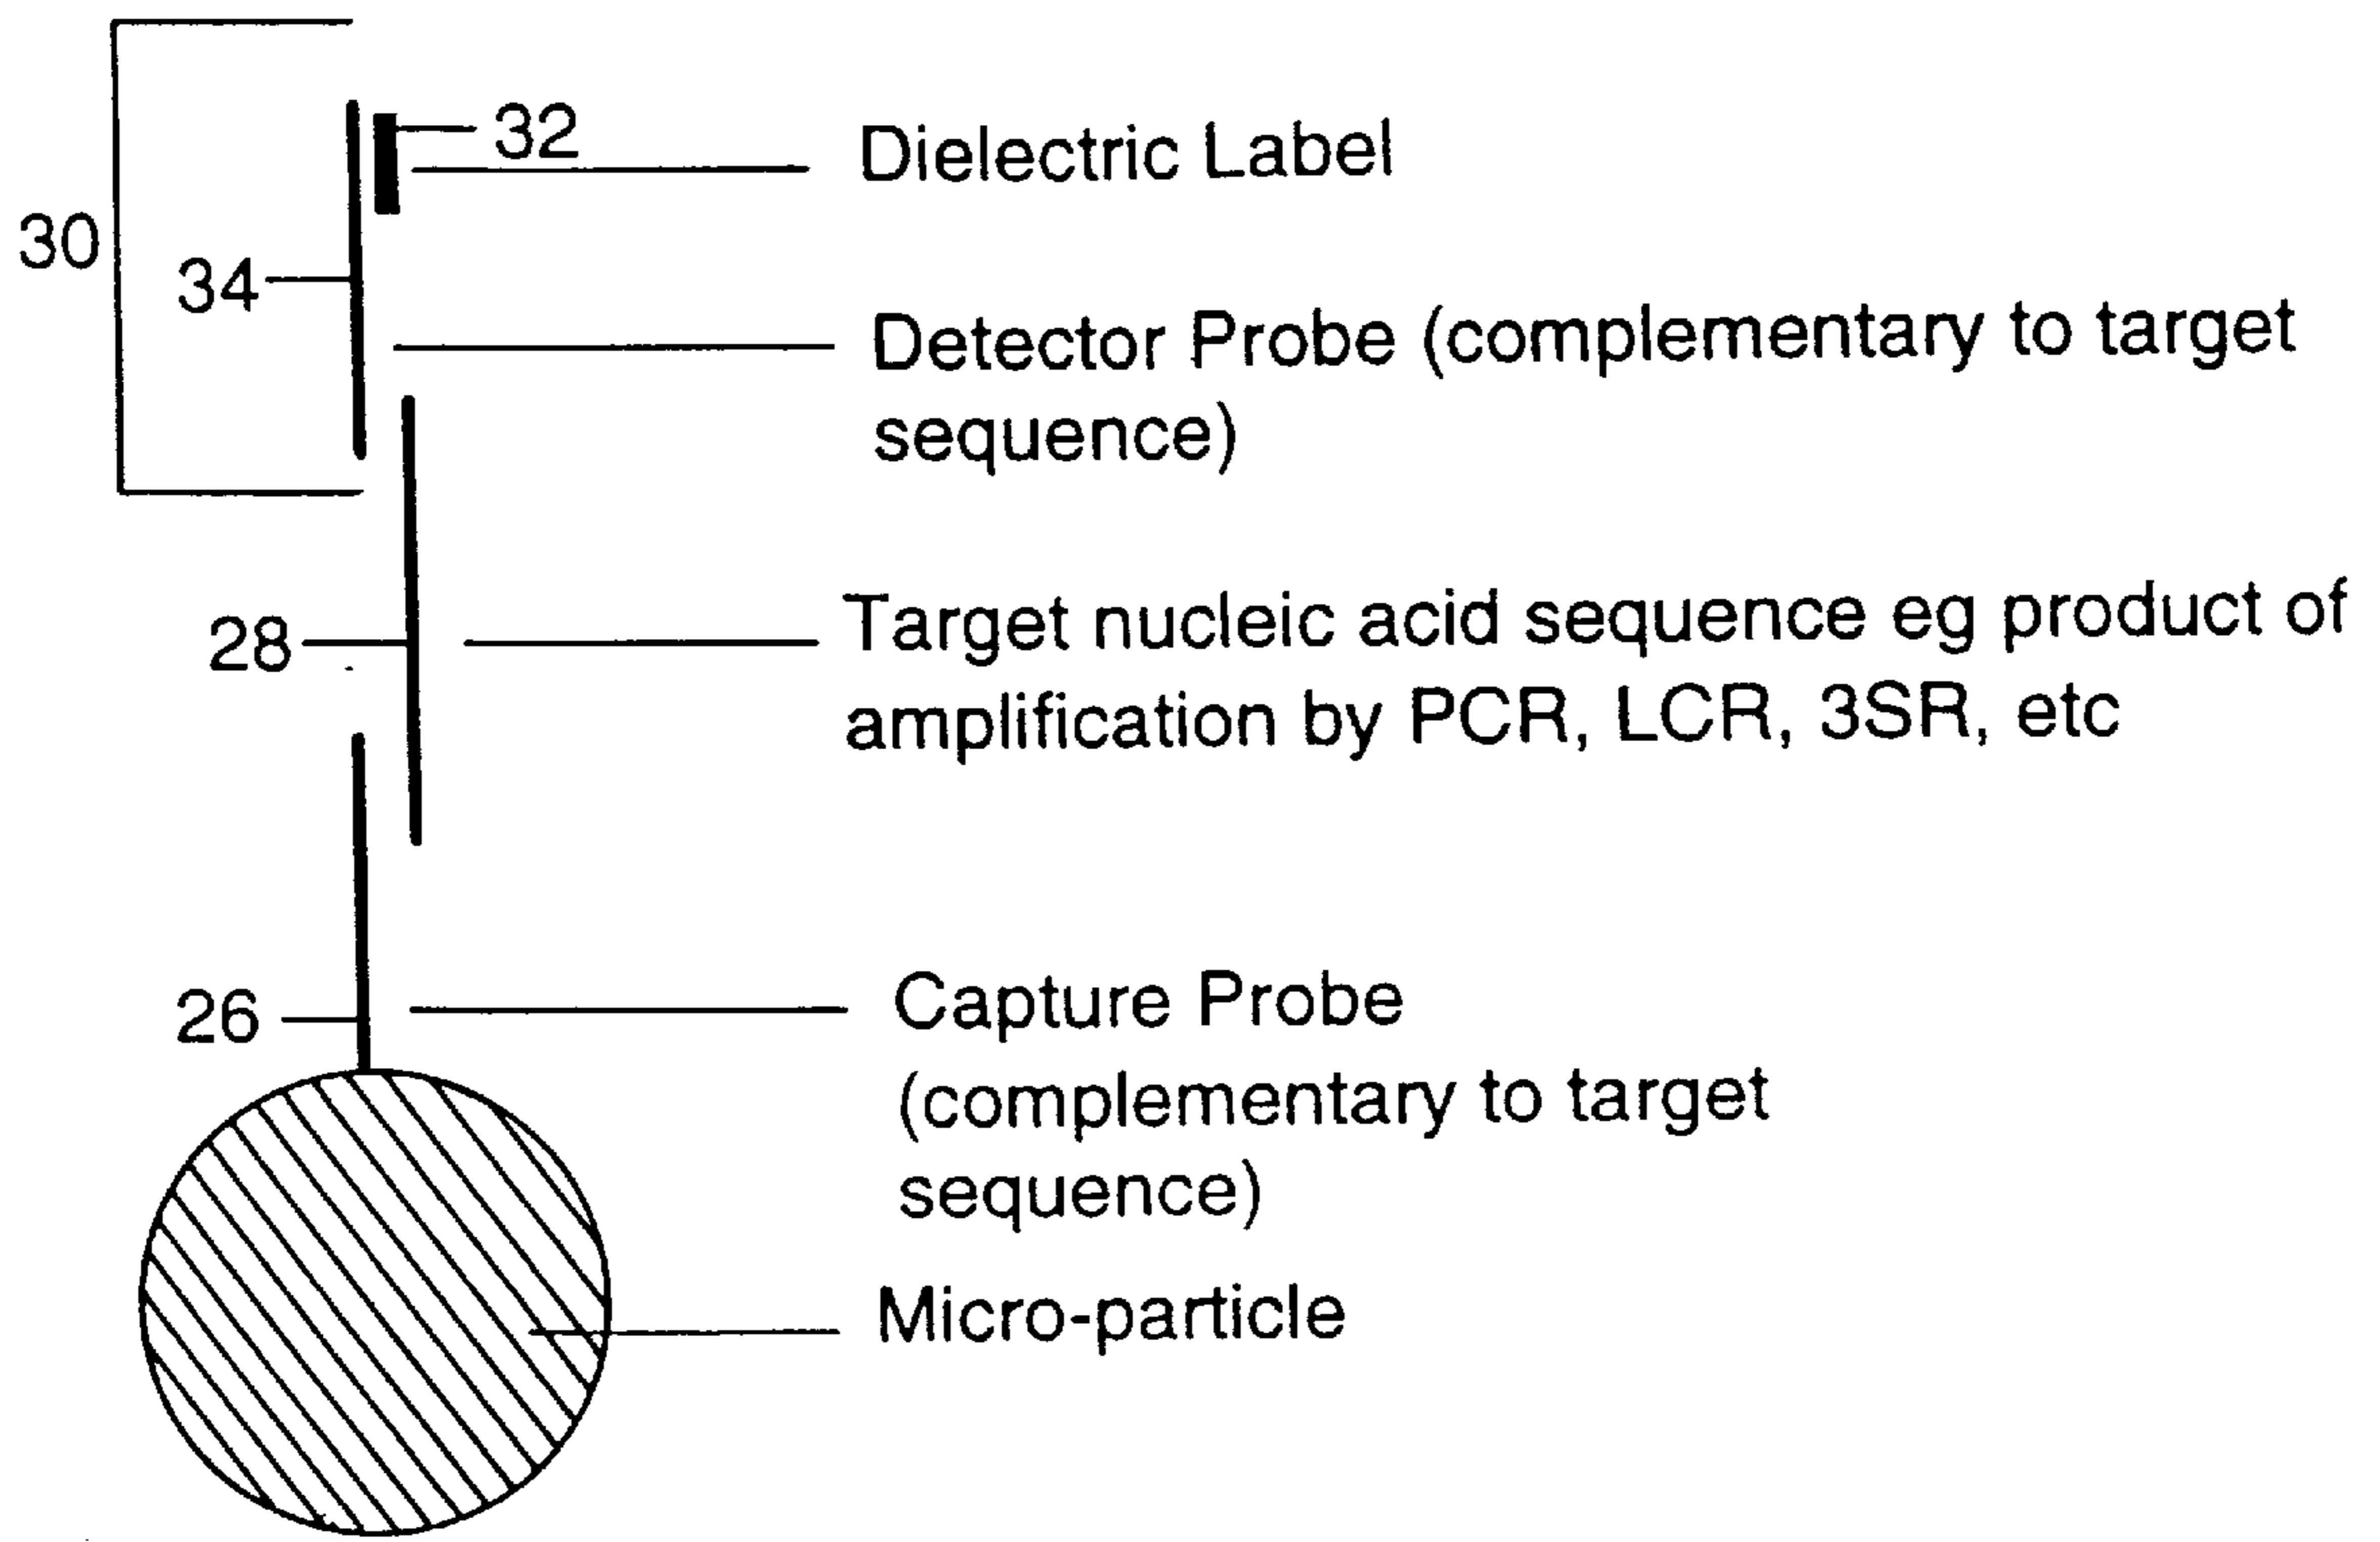 32
Dielectric Label
30
34
Detector Probe (complementary to target
sequence)
28
Target nucleic acid sequence eg product of
amplification by PCR, LCR, 3SR, etc
26
Capture Probe
(complementary to target
sequence)
Micro-particle